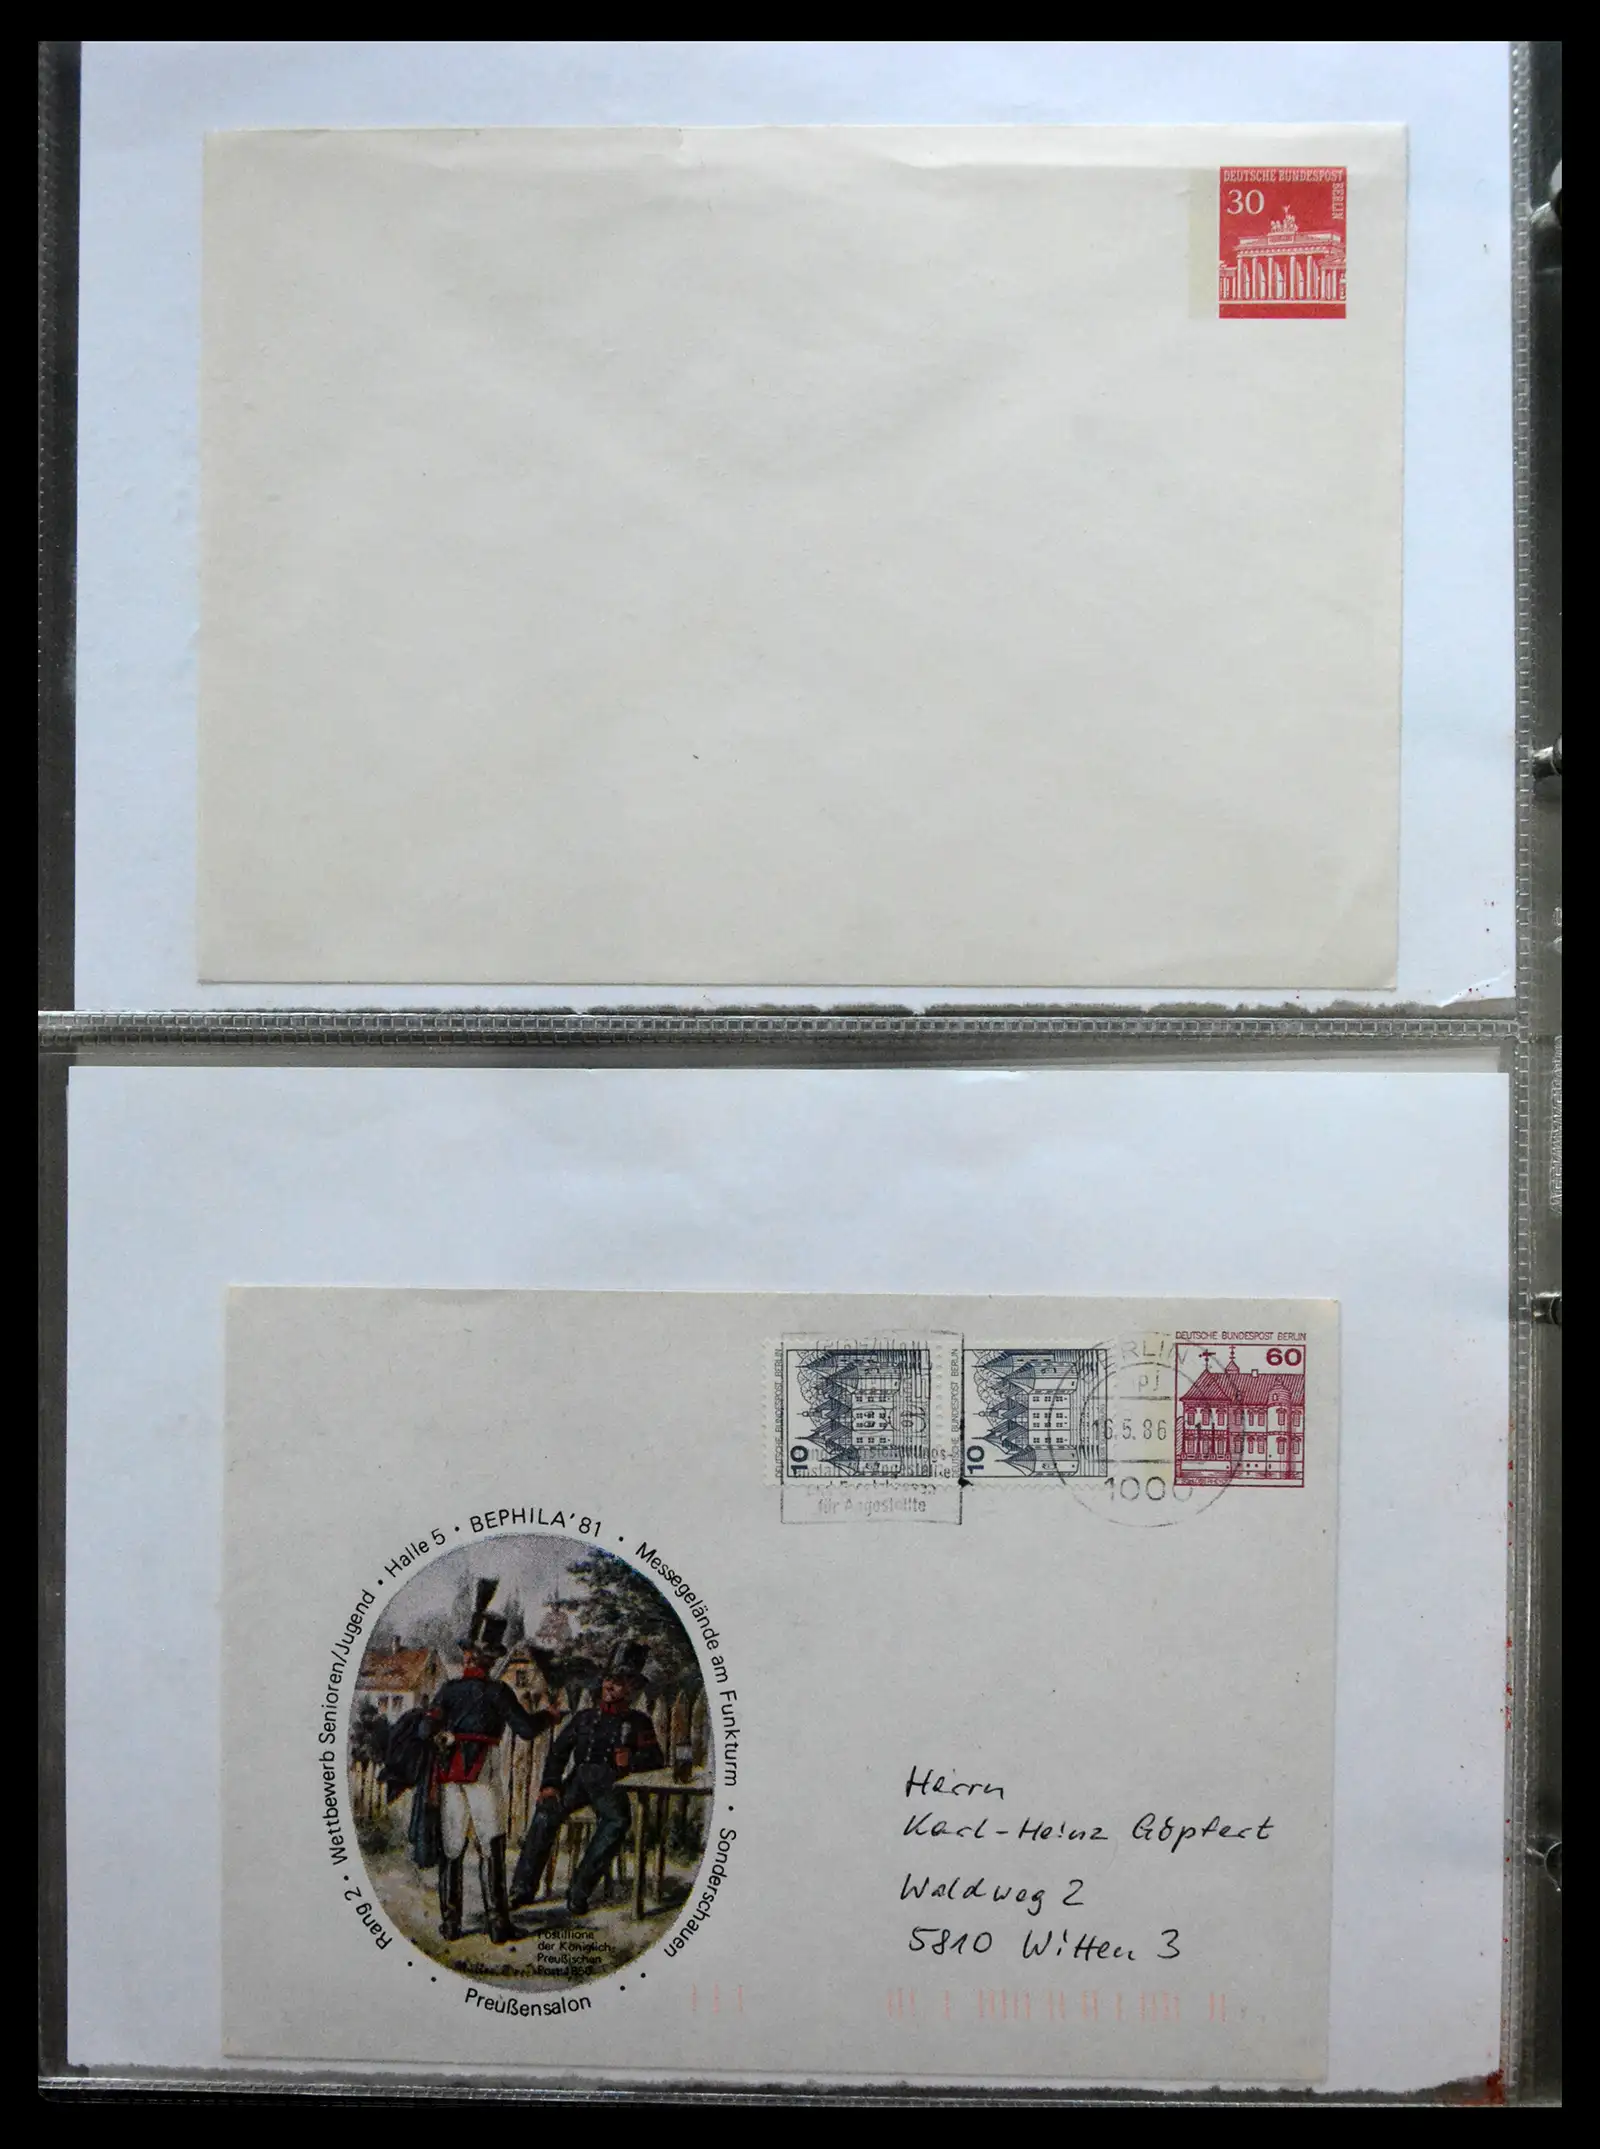 DEUTSCHE BUNDESPOST
BERLIN
30
DEUTSCHE BUNDESPOST BERLIN
10
DEUTSCHE BUNDESPOST BERLIN
10
DEUTSCHE BUNDESPOST BERLIN
60
BERLIN
16.5.86
1000
für Angestellte
Rang 2 · Wettbewerb Senioren/Jugend · Halle 5 · BEPHILA'81 · Messegelände am Funkturm · Sonderschauen
Preußensalon
Postillione
der Königlich-
Preußischen
Post 1850
Herrn
Karl-Heinz Göpfert
Waldweg 2
5810 Witten 3